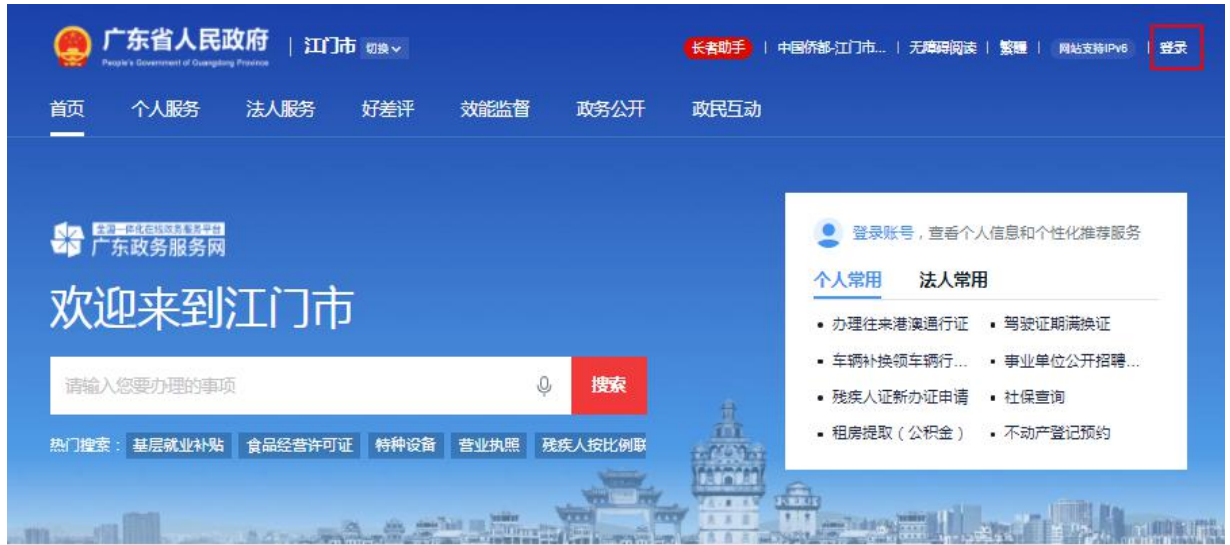 广东省人民政府 | 江门市 切换
People's Government of Guangdong Province
长者助手 | 中国侨都-江门市... | 无障碍阅读 | 繁體 | 网站支持IPv6 | 登录
首页 个人服务 法人服务 好差评 效能监督 政务公开 政民互动
全国一体化在线政务服务平台
广东政务服务网
欢迎来到江门市
请输入您要办理的事项 搜索
热门搜索: 基层就业补贴 食品经营许可证 特种设备 营业执照 残疾人按比例联
登录账号,查看个人信息和个性化推荐服务
个人常用 法人常用
办理往来港澳通行证 驾驶证期满换证
车辆补换领车辆行... 事业单位公开招聘...
残疾人证新办证申请 社保查询
租房提取(公积金) 不动产登记预约